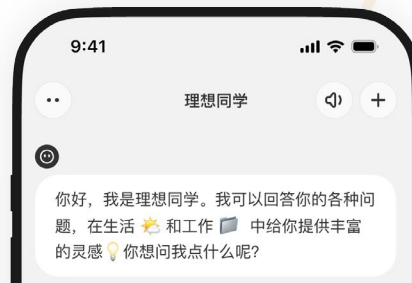 9:41
理想同学
你好，我是理想同学。我可以回答你的各种问
题，在生活 ⛅ 和工作 📁 中给你提供丰富
的灵感💡你想问我点什么呢?